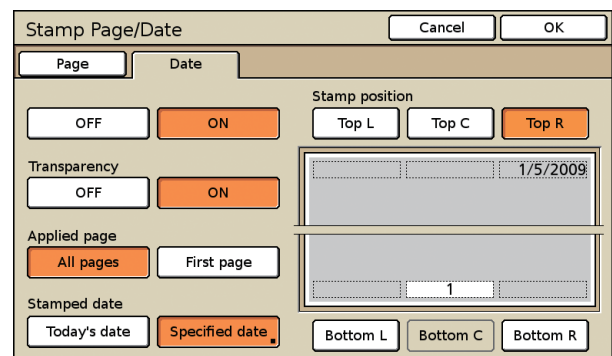 Stamp Page/Date Cancel OK
Page Date
Stamp position
OFF ON Top L Top C Top R
Transparency
OFF ON
1/5/2009
Applied page
All pages First page
1
Stamped date
Today's date Specified date
Bottom L Bottom C Bottom R